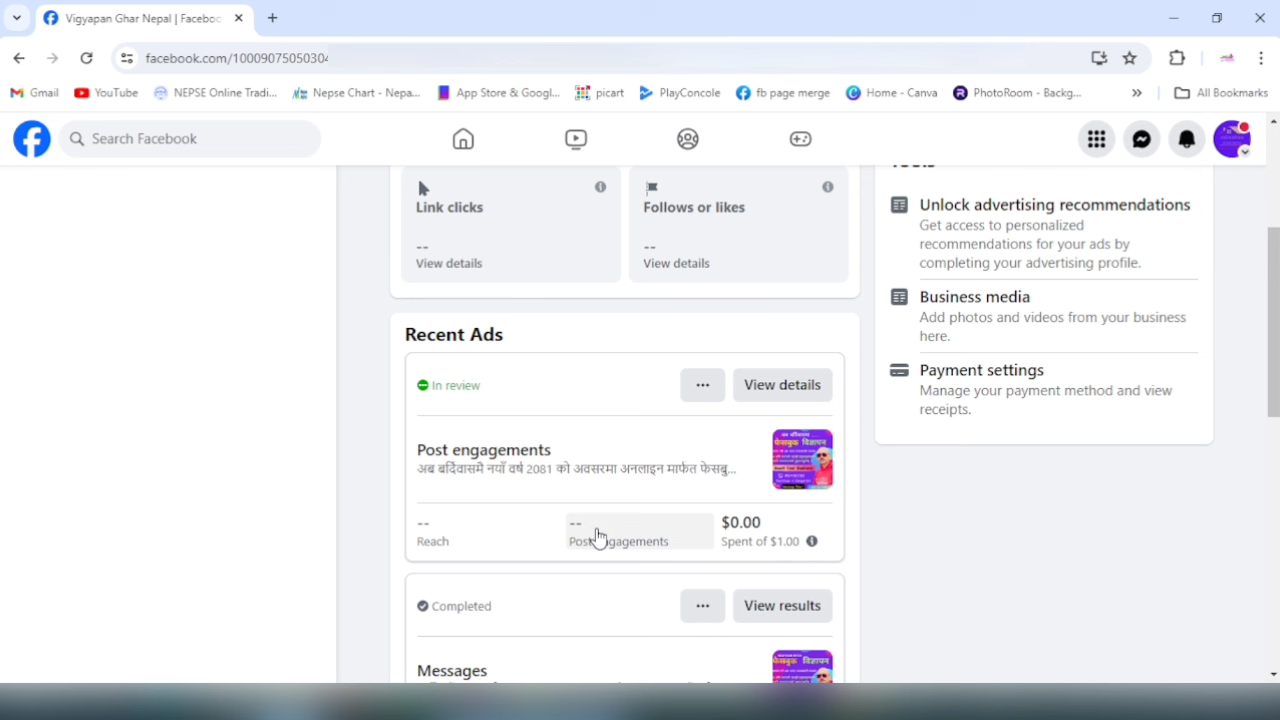 Vigyapan Ghar Nepal | Faceboo
facebook.com/1000907505030
Gmail
YouTube
NEPSE Online Tradi...
Nepse Chart - Nepa...
App Store & Googl...
picart
PlayConcole
fb page merge
Home - Canva
PhotoRoom - Backg...
All Bookmarks
Search Facebook
Link clicks
--
View details
Follows or likes
--
View details
Tools
Unlock advertising recommendations
Get access to personalized
recommendations for your ads by
completing your advertising profile.
Business media
Add photos and videos from your business
here.
Payment settings
Manage your payment method and view
receipts.
Recent Ads
In review
...
View details
Post engagements
अब बर्दिवासमै नयाँ वर्ष 2081 को अवसरमा अनलाइन मार्फत फेसबु...
--
Reach
--
Post engagements
$0.00
Spent of $1.00
Completed
...
View results
Messages